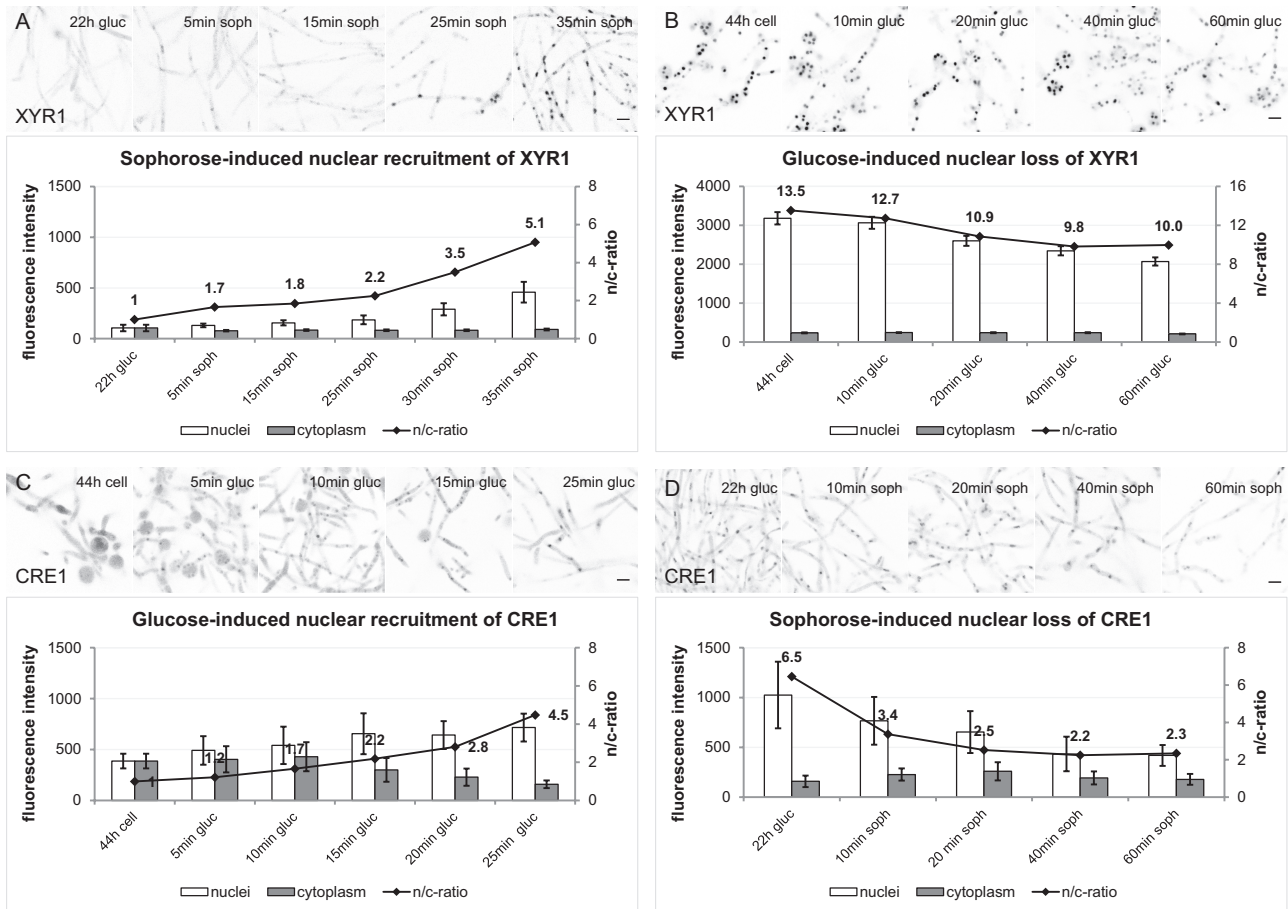 A
22h gluc 5min soph 15min soph 25min soph 35min soph
XYR1
Sophorose-induced nuclear recruitment of XYR1
fluorescence intensity
1500
1000
500
0
8
6
4
2
0
n/c-ratio
1 1.7 1.8 2.2 3.5 5.1
22h gluc 5min soph 15min soph 25min soph 30min soph 35min soph
nuclei cytoplasm n/c-ratio
B
44h cell 10min gluc 20min gluc 40min gluc 60min gluc
XYR1
Glucose-induced nuclear loss of XYR1
fluorescence intensity
4000
3000
2000
1000
0
16
12
8
4
0
n/c-ratio
13.5 12.7 10.9 9.8 10.0
44h cell 10min gluc 20min gluc 40min gluc 60min gluc
nuclei cytoplasm n/c-ratio
C
44h cell 5min gluc 10min gluc 15min gluc 25min gluc
CRE1
Glucose-induced nuclear recruitment of CRE1
fluorescence intensity
1500
1000
500
0
8
6
4
2
0
n/c-ratio
1 1.2 1.7 2.2 2.8 4.5
44h cell 5min gluc 10min gluc 15min gluc 20min gluc 25min gluc
nuclei cytoplasm n/c-ratio
D
22h gluc 10min soph 20min soph 40min soph 60min soph
CRE1
Sophorose-induced nuclear loss of CRE1
fluorescence intensity
1500
1000
500
0
8
6
4
2
0
n/c-ratio
6.5 3.4 2.5 2.2 2.3
22h gluc 10min soph 20 min soph 40min soph 60min soph
nuclei cytoplasm n/c-ratio